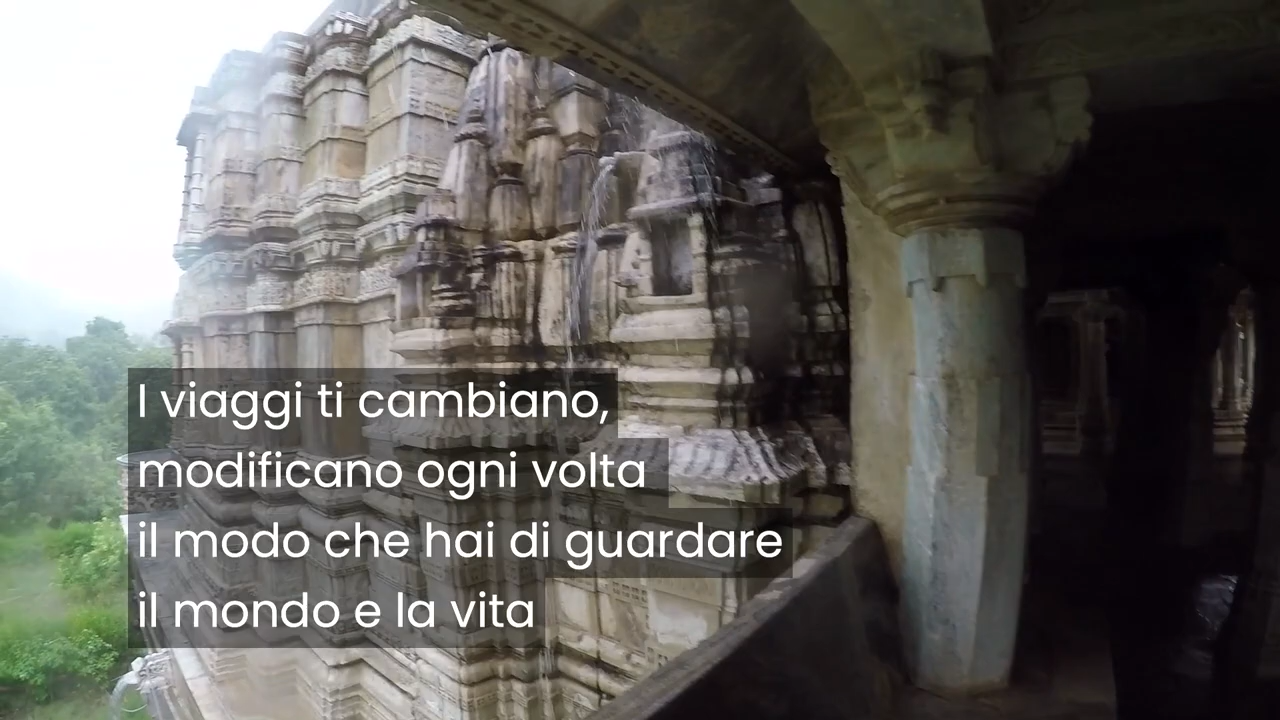 I viaggi ti cambiano,
modificano ogni volta
il modo che hai di guardare
il mondo e la vita